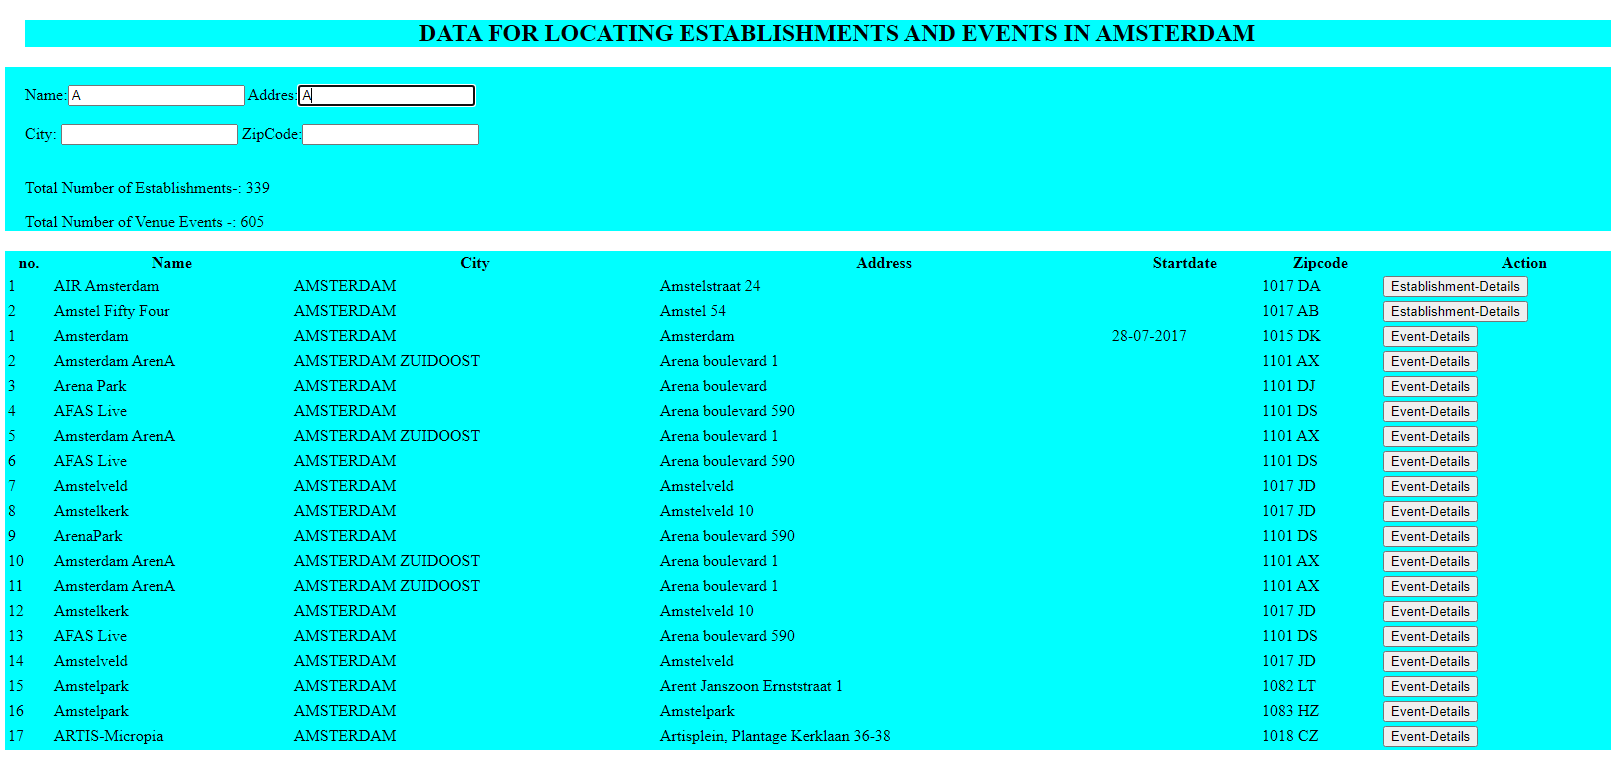 DATA FOR LOCATING ESTABLISHMENTS AND EVENTS IN AMSTERDAM
Name: A Addres: A
City: ZipCode:
Total Number of Establishments-: 339
Total Number of Venue Events -: 605
no. Name City Address Startdate Zipcode Action
1 AIR Amsterdam AMSTERDAM Amstelstraat 24 1017 DA Establishment-Details
2 Amstel Fifty Four AMSTERDAM Amstel 54 1017 AB Establishment-Details
1 Amsterdam AMSTERDAM Amsterdam 28-07-2017 1015 DK Event-Details
2 Amsterdam ArenA AMSTERDAM ZUIDOOST Arena boulevard 1 1101 AX Event-Details
3 Arena Park AMSTERDAM Arena boulevard 1101 DJ Event-Details
4 AFAS Live AMSTERDAM Arena boulevard 590 1101 DS Event-Details
5 Amsterdam ArenA AMSTERDAM ZUIDOOST Arena boulevard 1 1101 AX Event-Details
6 AFAS Live AMSTERDAM Arena boulevard 590 1101 DS Event-Details
7 Amstelveld AMSTERDAM Amstelveld 1017 JD Event-Details
8 Amstelkerk AMSTERDAM Amstelveld 10 1017 JD Event-Details
9 ArenaPark AMSTERDAM Arena boulevard 590 1101 DS Event-Details
10 Amsterdam ArenA AMSTERDAM ZUIDOOST Arena boulevard 1 1101 AX Event-Details
11 Amsterdam ArenA AMSTERDAM ZUIDOOST Arena boulevard 1 1101 AX Event-Details
12 Amstelkerk AMSTERDAM Amstelveld 10 1017 JD Event-Details
13 AFAS Live AMSTERDAM Arena boulevard 590 1101 DS Event-Details
14 Amstelveld AMSTERDAM Amstelveld 1017 JD Event-Details
15 Amstelpark AMSTERDAM Arent Janszoon Ernststraat 1 1082 LT Event-Details
16 Amstelpark AMSTERDAM Amstelpark 1083 HZ Event-Details
17 ARTIS-Micropia AMSTERDAM Artisplein, Plantage Kerklaan 36-38 1018 CZ Event-Details